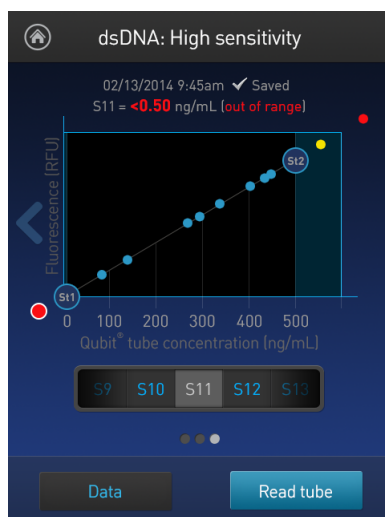 dsDNA: High sensitivity
02/13/2014 9:45am ✓ Saved
S11 = <0.50 ng/mL (out of range)
Fluorescence (RFU)
St2
St1
0 100 200 300 400 500
Qubit® tube concentration (ng/mL)
S9 S10 S11 S12 S13
Data
Read tube